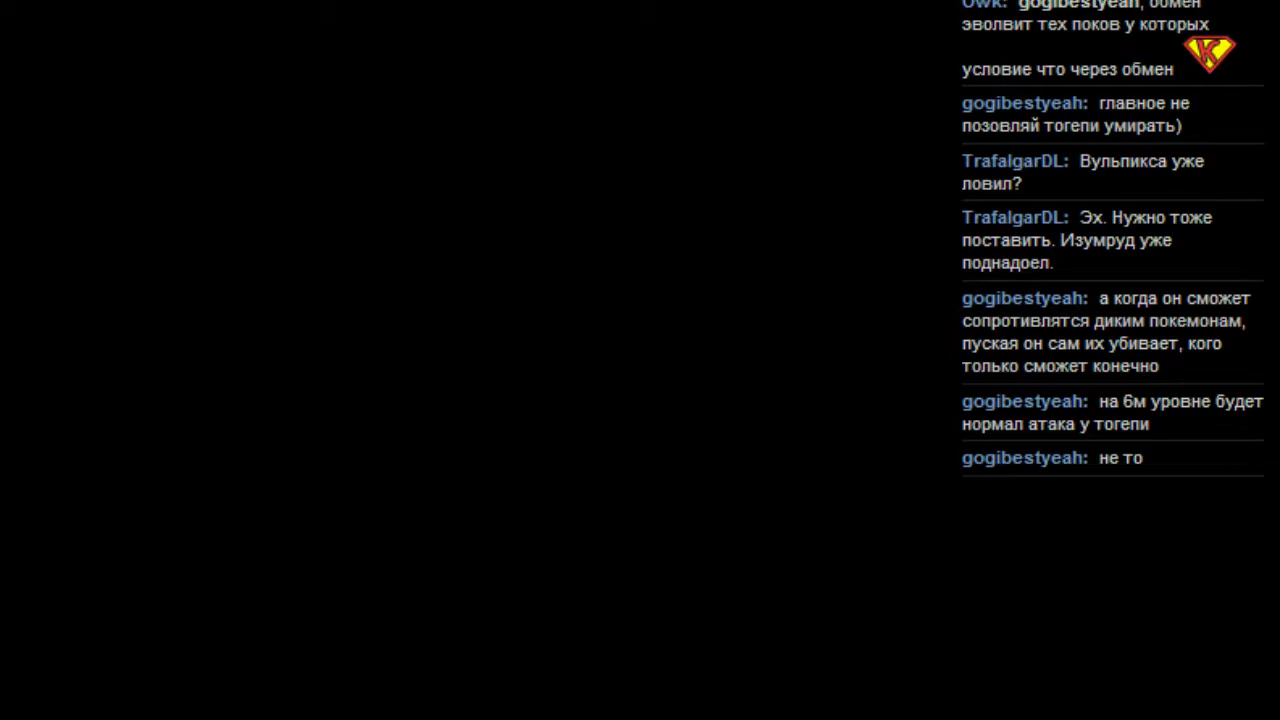 Owk: gogibestyeah, обмен
эволвит тех поков у которых
условие что через обмен K
gogibestyeah: главное не
позовляй тогепи умирать)
TrafalgarDL: Вульпикса уже
ловил?
TrafalgarDL: Эх. Нужно тоже
поставить. Изумруд уже
поднадоел.
gogibestyeah: а когда он сможет
сопротивлятся диким покемонам,
пуская он сам их убивает, кого
только сможет конечно
gogibestyeah: на 6м уровне будет
нормал атака у тогепи
gogibestyeah: не то